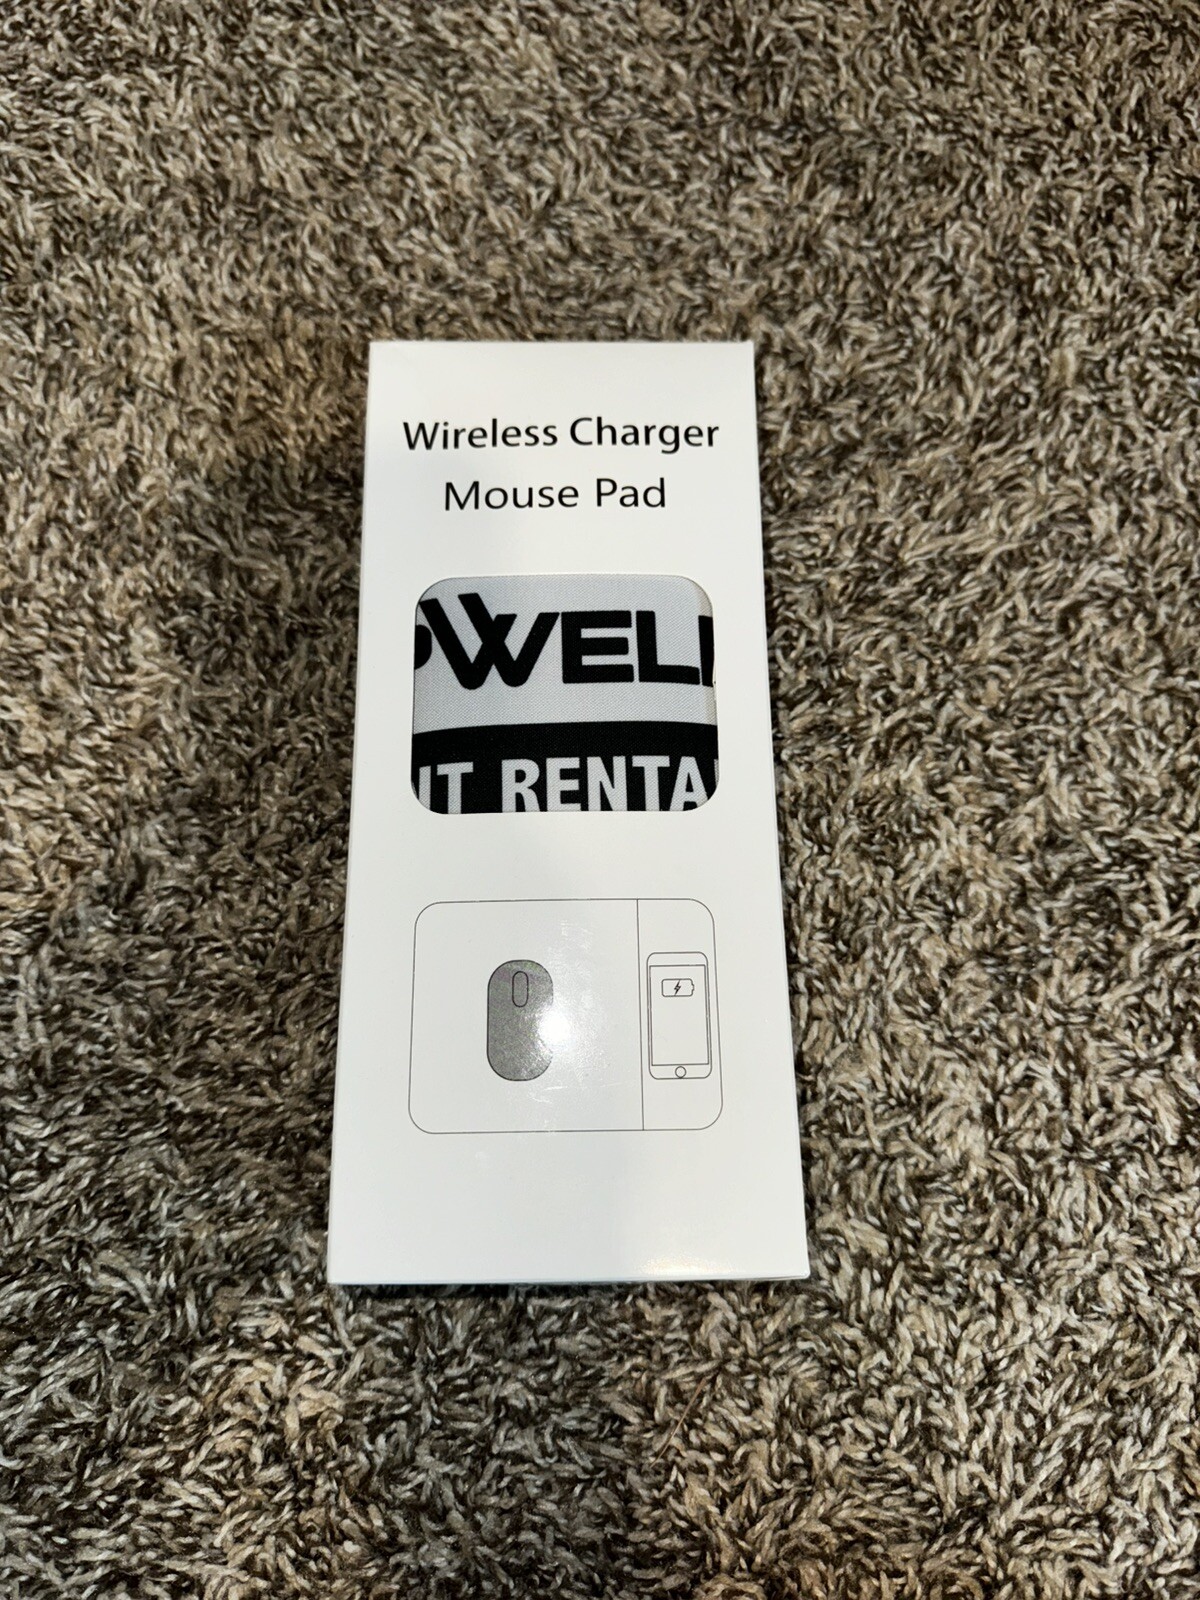 Wireless Charger
Mouse Pad
WELL
IT RENTA